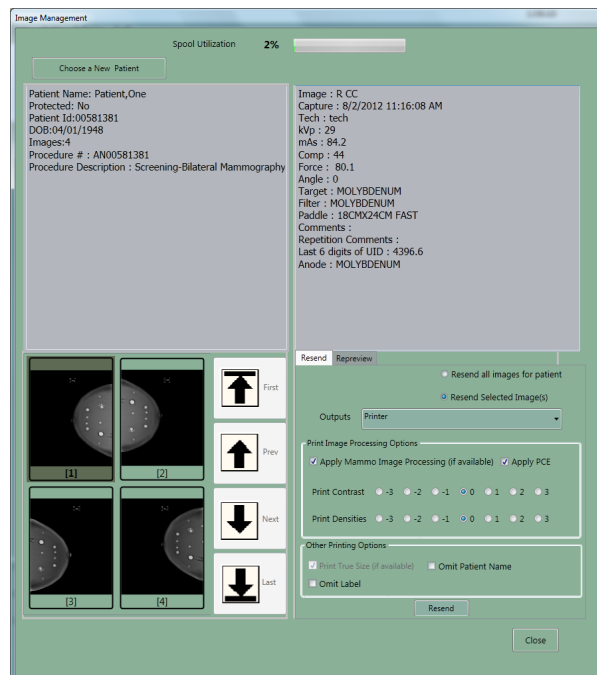 Image Management
Spool Utilization 2%
Choose a New Patient
Patient Name: Patient,One
Protected: No
Patient Id:00581381
DOB:04/01/1948
Images:4
Procedure # : AN00581381
Procedure Description : Screening-Bilateral Mammography
Image : R CC
Capture : 8/2/2012 11:16:08 AM
Tech : tech
kVp : 29
mAs : 84.2
Comp : 44
Force : 80.1
Angle : 0
Target : MOLYBDENUM
Filter : MOLYBDENUM
Paddle : 18CMX24CM FAST
Comments :
Repetition Comments :
Last 6 digits of UID : 4396.6
Anode : MOLYBDENUM
[1]
[2]
[3]
[4]
First
Prev
Next
Last
Resend Repreview
Resend all images for patient
Resend Selected Image(s)
Outputs Printer
Print Image Processing Options
Apply Mammo Image Processing (if available) Apply PCE
Print Contrast -3 -2 -1 0 1 2 3
Print Densities -3 -2 -1 0 1 2 3
Other Printing Options
Print True Size (if available) Omit Patient Name
Omit Label
Resend
Close